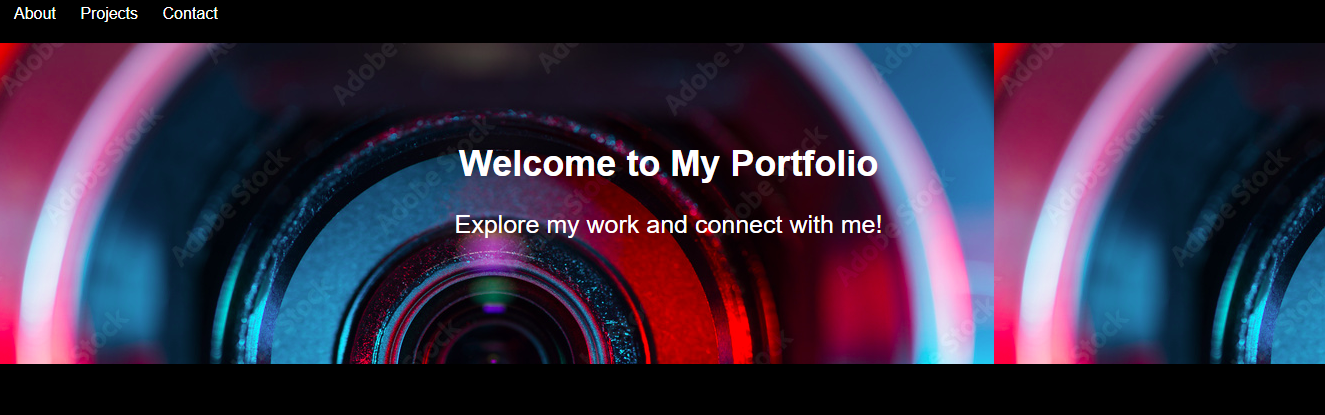 About Projects Contact
Adobe Stock
Welcome to My Portfolio
Explore my work and connect with me!